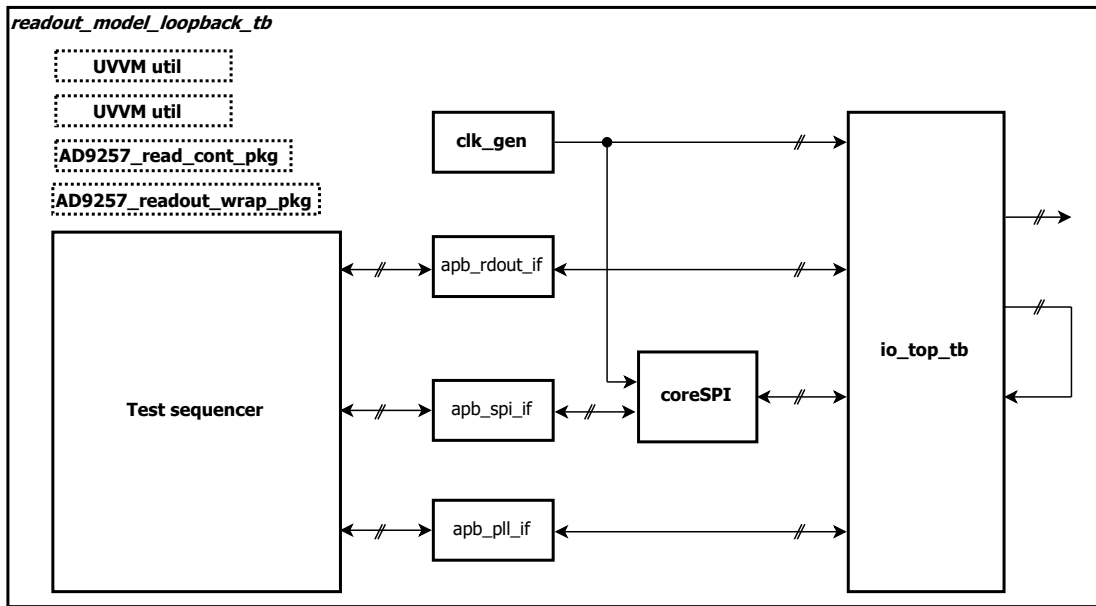 readout_model_loopback_tb
UVVM util
UVVM util
AD9257_read_cont_pkg
AD9257_readout_wrap_pkg
clk_gen
apb_rdout_if
io_top_tb
coreSPI
Test sequencer
apb_spi_if
apb_pll_if